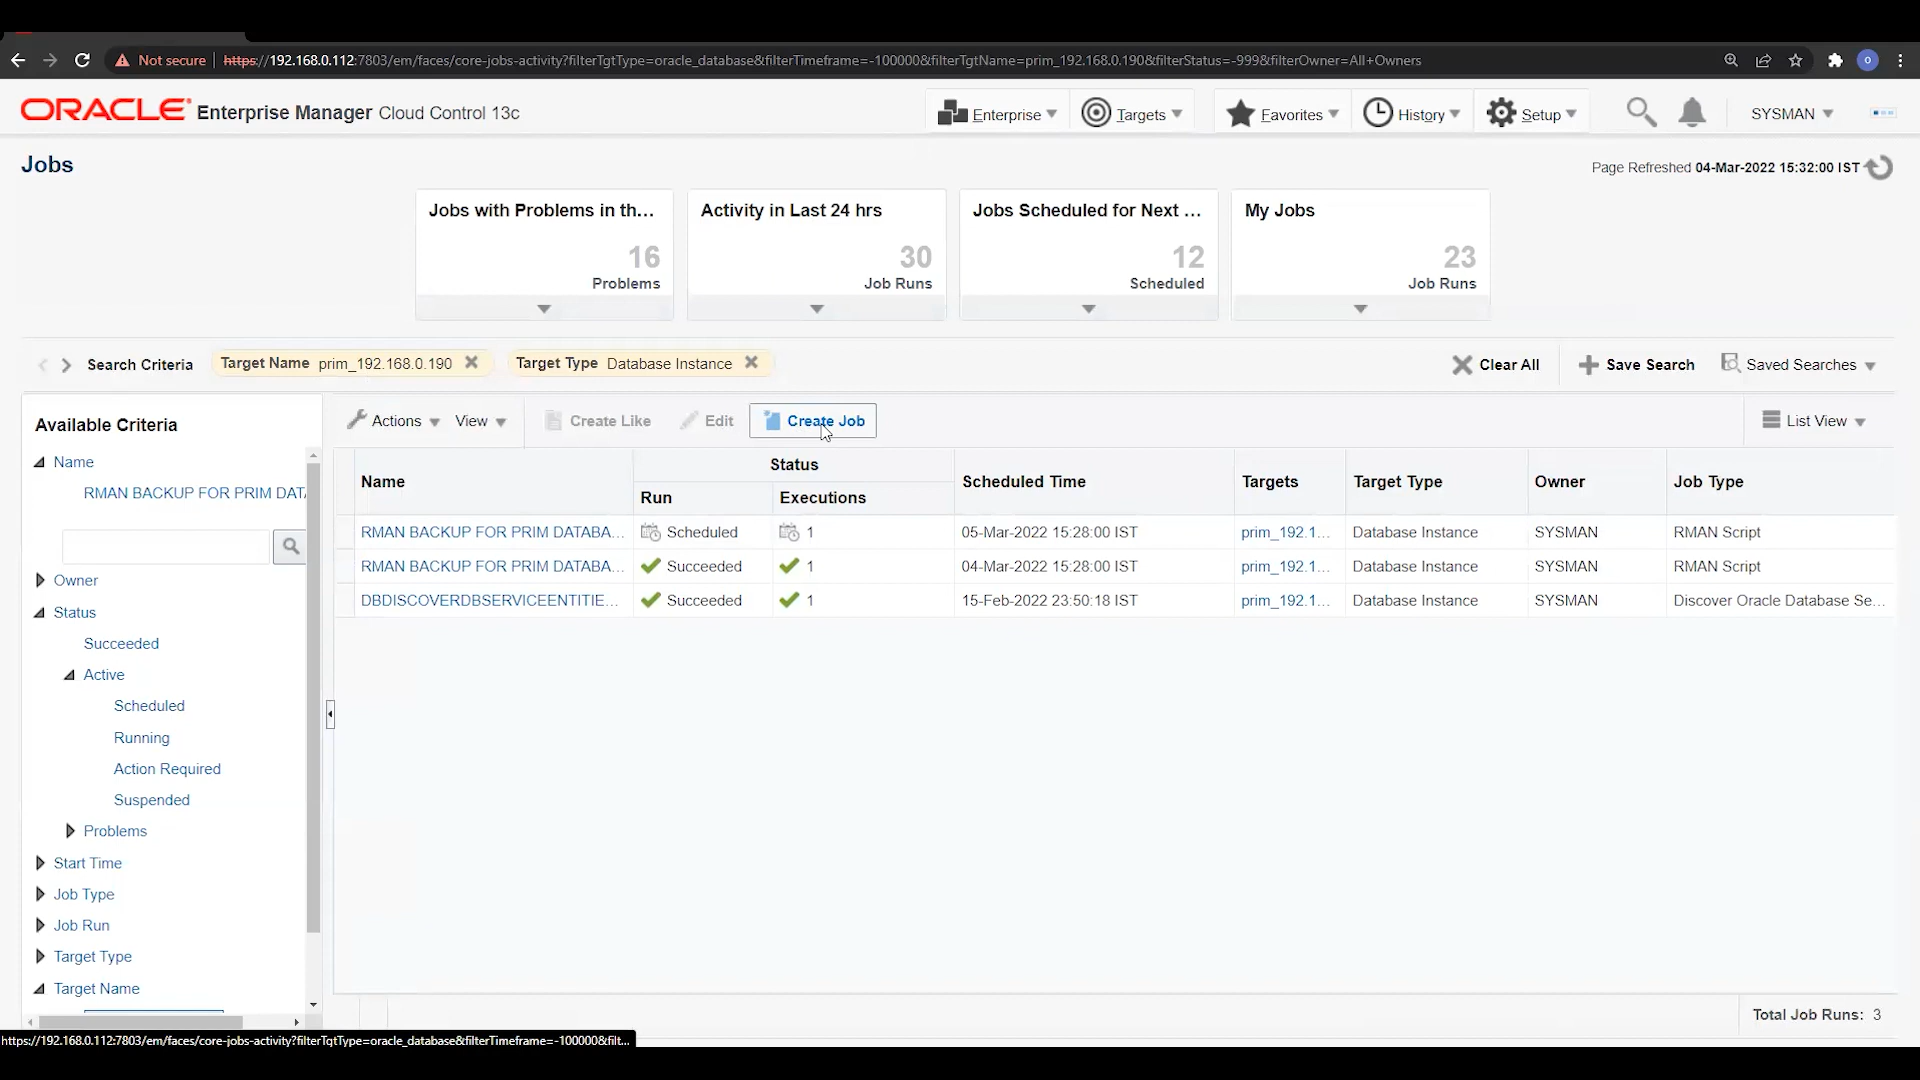 Not secure
https://192.168.0.112:7803/em/faces/core-jobs-activity?filterTgtType=oracle_database&filterTimeframe=-100000&filterTgtName=prim_192.168.0.190&filterStatus=-999&filterOwner=All+Owners
O
ORACLE Enterprise Manager Cloud Control 13c
Enterprise
Targets
Favorites
History
Setup
SYSMAN
Jobs
Page Refreshed 04-Mar-2022 15:32:00 IST
Jobs with Problems in th...
16
Problems
Activity in Last 24 hrs
30
Job Runs
Jobs Scheduled for Next ...
12
Scheduled
My Jobs
23
Job Runs
Search Criteria
Target Name prim_192.168.0.190
Target Type Database Instance
Clear All
Save Search
Saved Searches
Available Criteria
Name
RMAN BACKUP FOR PRIM DAT
Owner
Status
Succeeded
Active
Scheduled
Running
Action Required
Suspended
Problems
Start Time
Job Type
Job Run
Target Type
Target Name
Actions
View
Create Like
Edit
Create Job
List View
Name
Status
Run
Executions
Scheduled Time
Targets
Target Type
Owner
Job Type
RMAN BACKUP FOR PRIM DATABA... Scheduled 1 05-Mar-2022 15:28:00 IST prim_192.1... Database Instance SYSMAN RMAN Script
RMAN BACKUP FOR PRIM DATABA... Succeeded 1 04-Mar-2022 15:28:00 IST prim_192.1... Database Instance SYSMAN RMAN Script
DBDISCOVERDBSERVICEENTITIE... Succeeded 1 15-Feb-2022 23:50:18 IST prim_192.1... Database Instance SYSMAN Discover Oracle Database Se...
Total Job Runs: 3
https://192.168.0.112:7803/em/faces/core-jobs-activity?filterTgtType=oracle_database&filterTimeframe=-100000&filt...